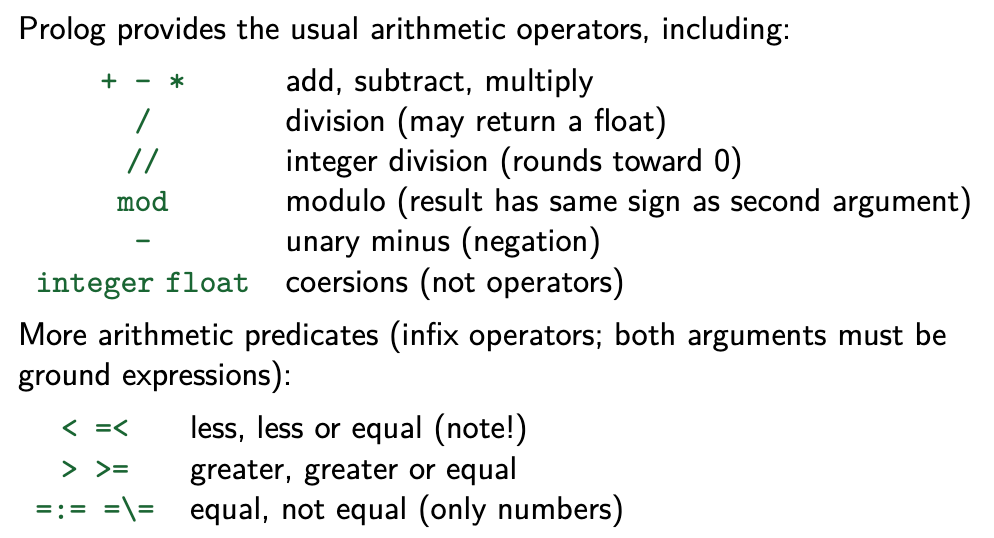 Prolog provides the usual arithmetic operators, including:
+ - * add, subtract, multiply
/ division (may return a float)
// integer division (rounds toward 0)
mod modulo (result has same sign as second argument)
- unary minus (negation)
integer float coersions (not operators)
More arithmetic predicates (infix operators; both arguments must be
ground expressions):
< =< less, less or equal (note!)
> >= greater, greater or equal
=:= =\= equal, not equal (only numbers)